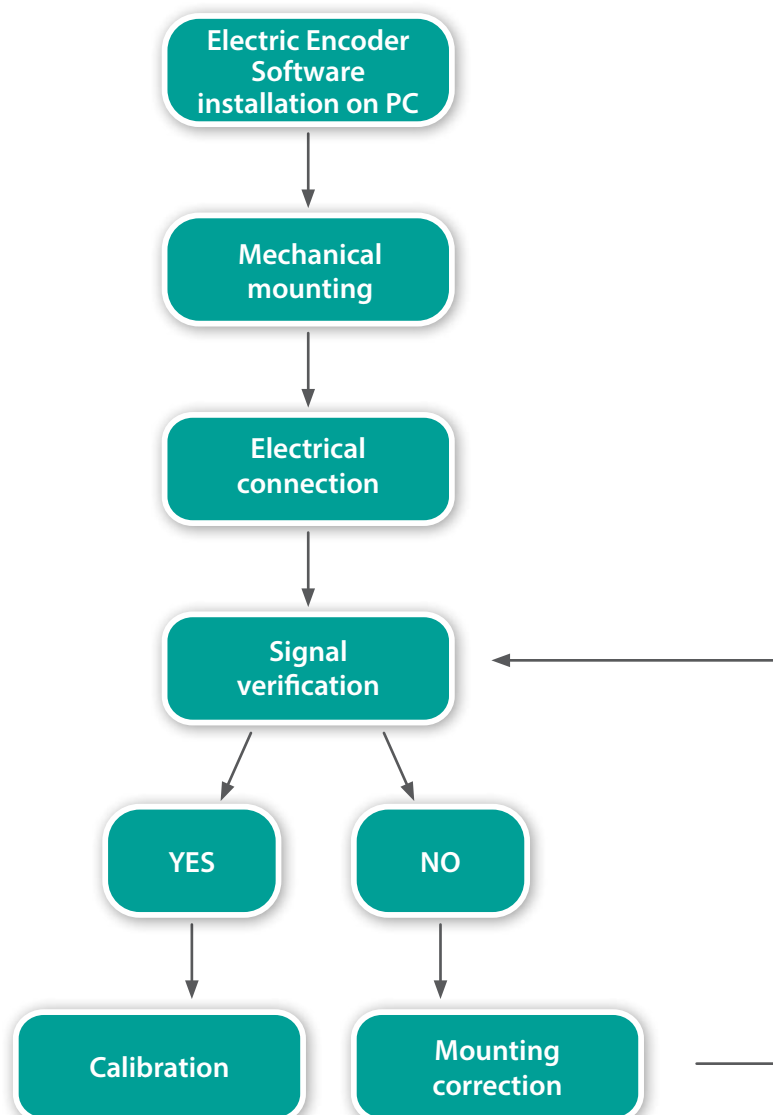 Electric Encoder
Software
installation on PC
Mechanical
mounting
Electrical
connection
Signal
verification
YES
NO
Calibration
Mounting
correction